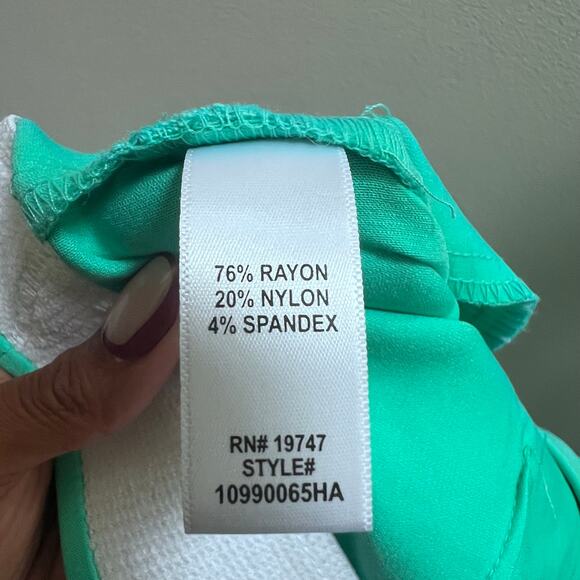 76% RAYON
20% NYLON
4% SPANDEX
RN# 19747
STYLE#
10990065HA